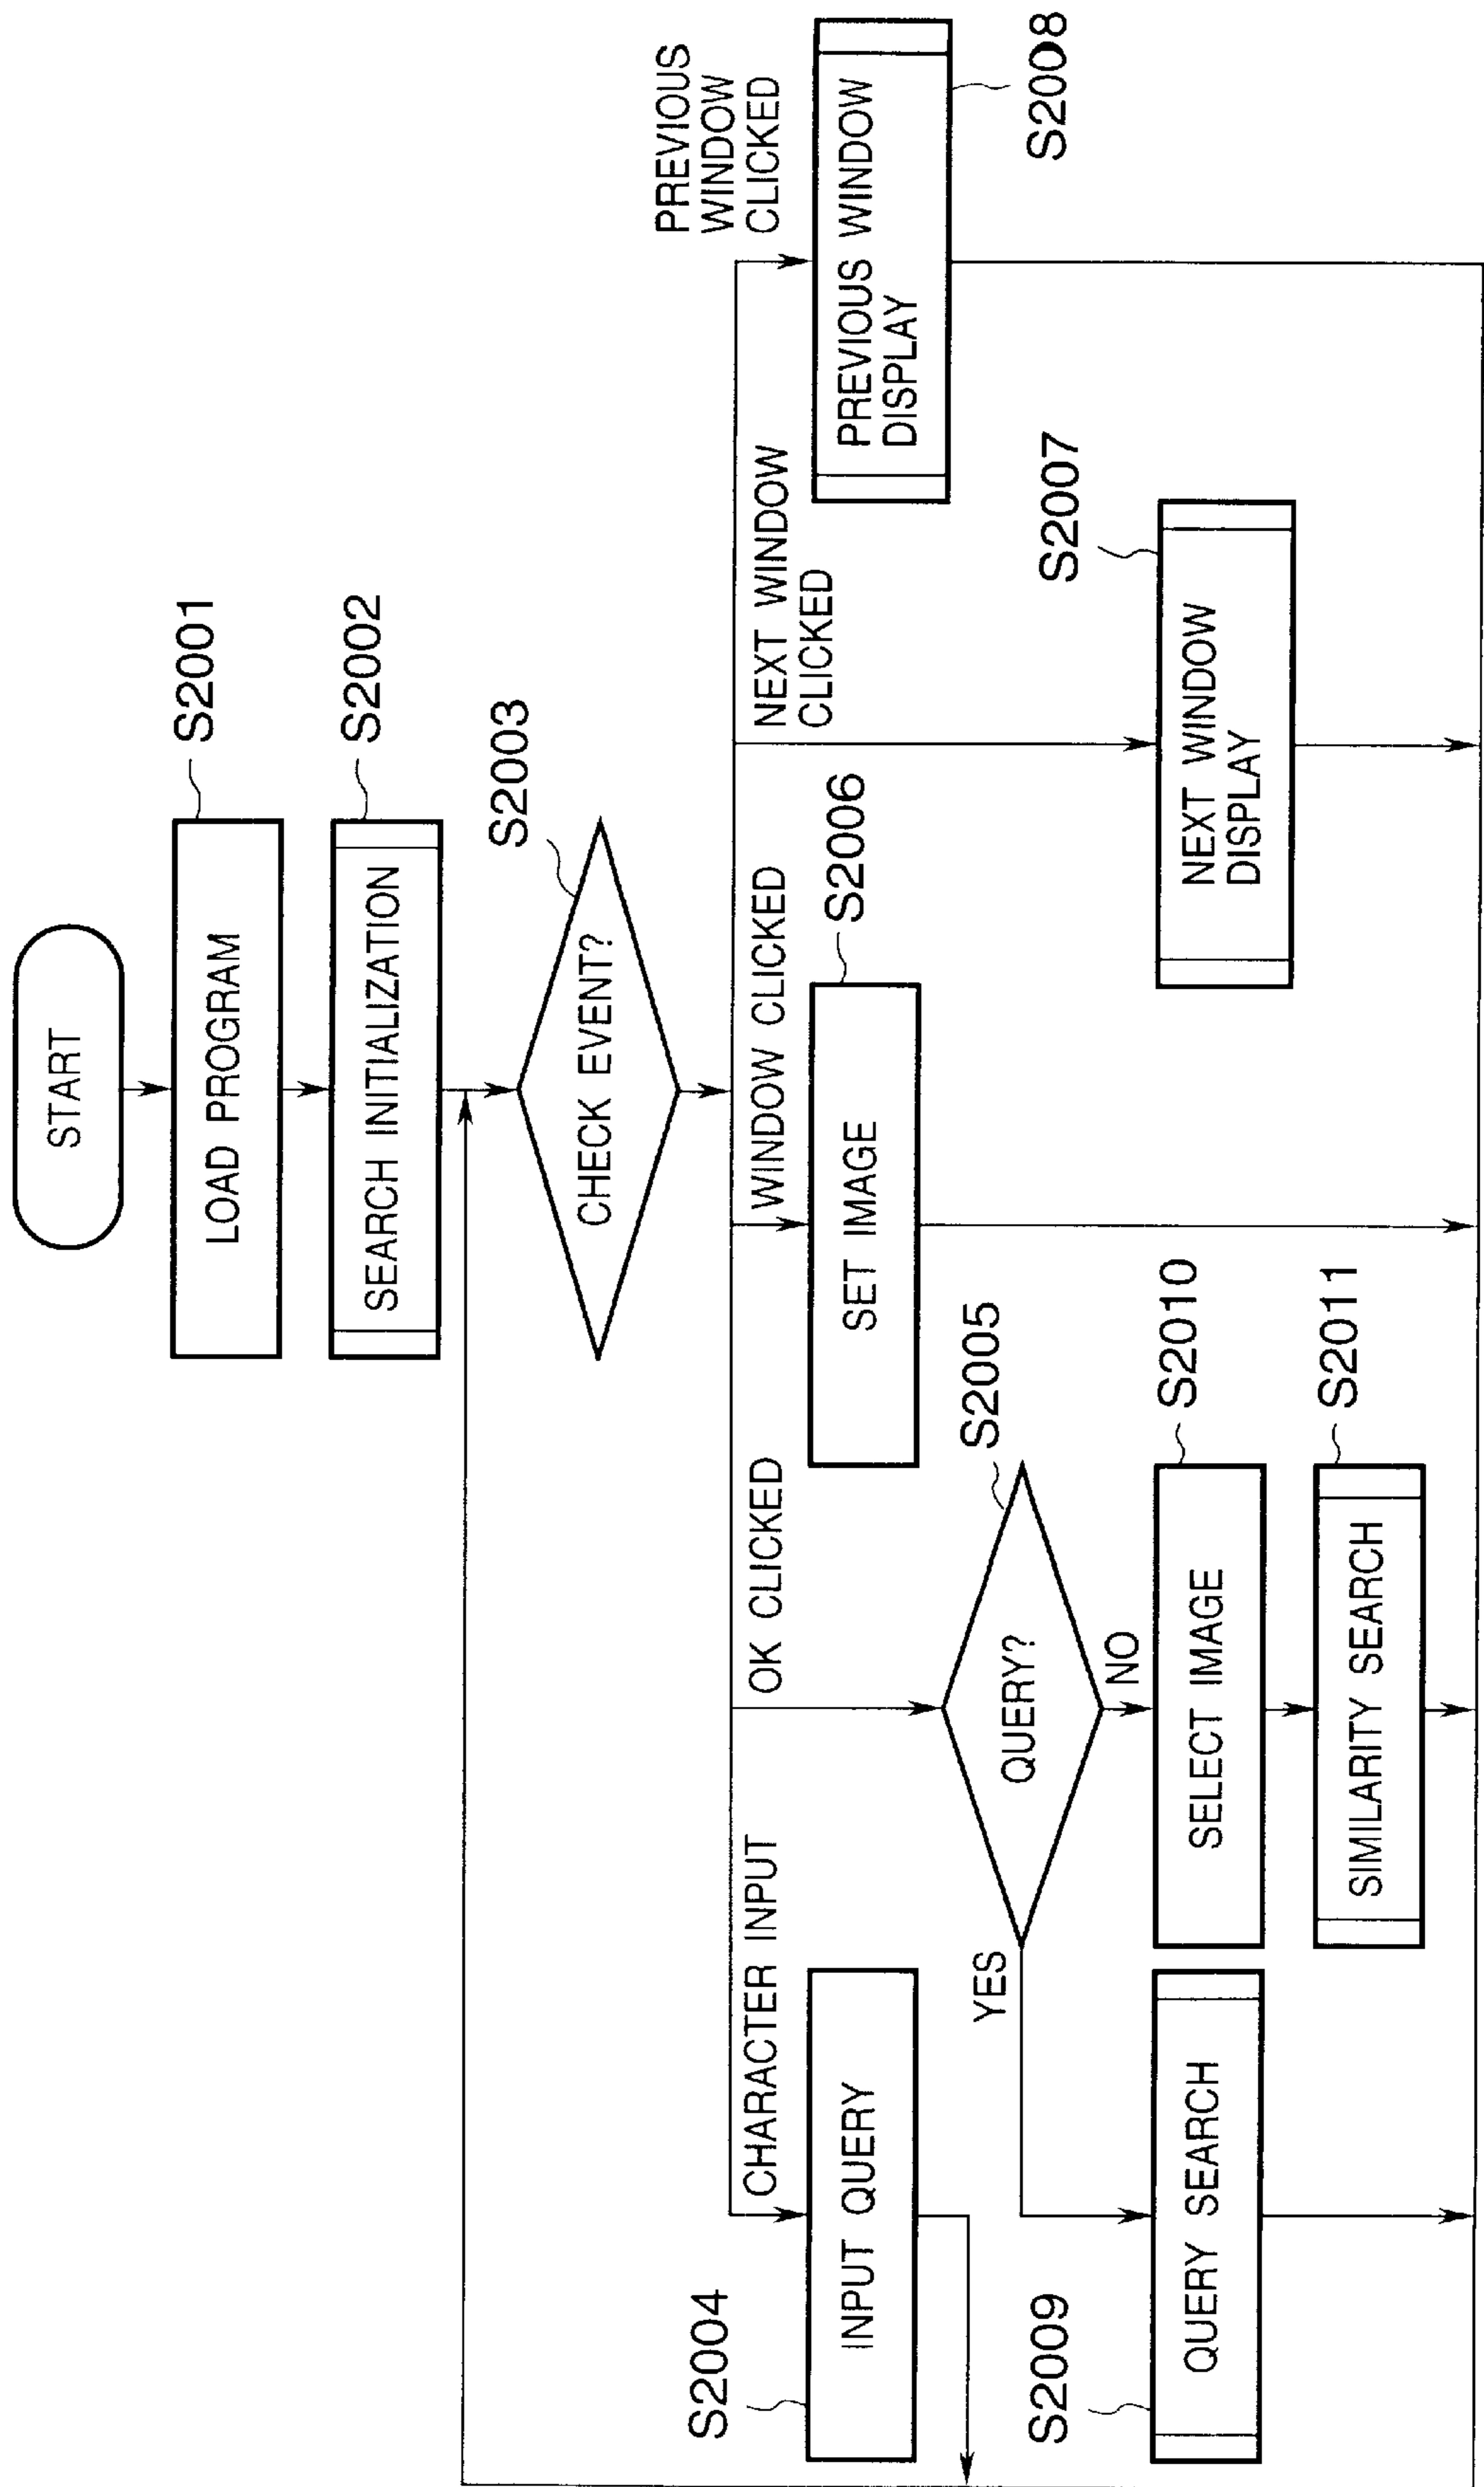 START
S2001
LOAD PROGRAM
S2002
SEARCH INITIALIZATION
S2003
CHECK EVENT?
CHARACTER INPUT
OK CLICKED
WINDOW CLICKED
NEXT WINDOW
CLICKED
PREVIOUS
WINDOW
CLICKED
S2004
INPUT QUERY
S2005
QUERY?
YES
NO
S2006
SET IMAGE
S2007
NEXT WINDOW
DISPLAY
S2008
PREVIOUS WINDOW
DISPLAY
S2009
QUERY SEARCH
S2010
SELECT IMAGE
S2011
SIMILARITY SEARCH